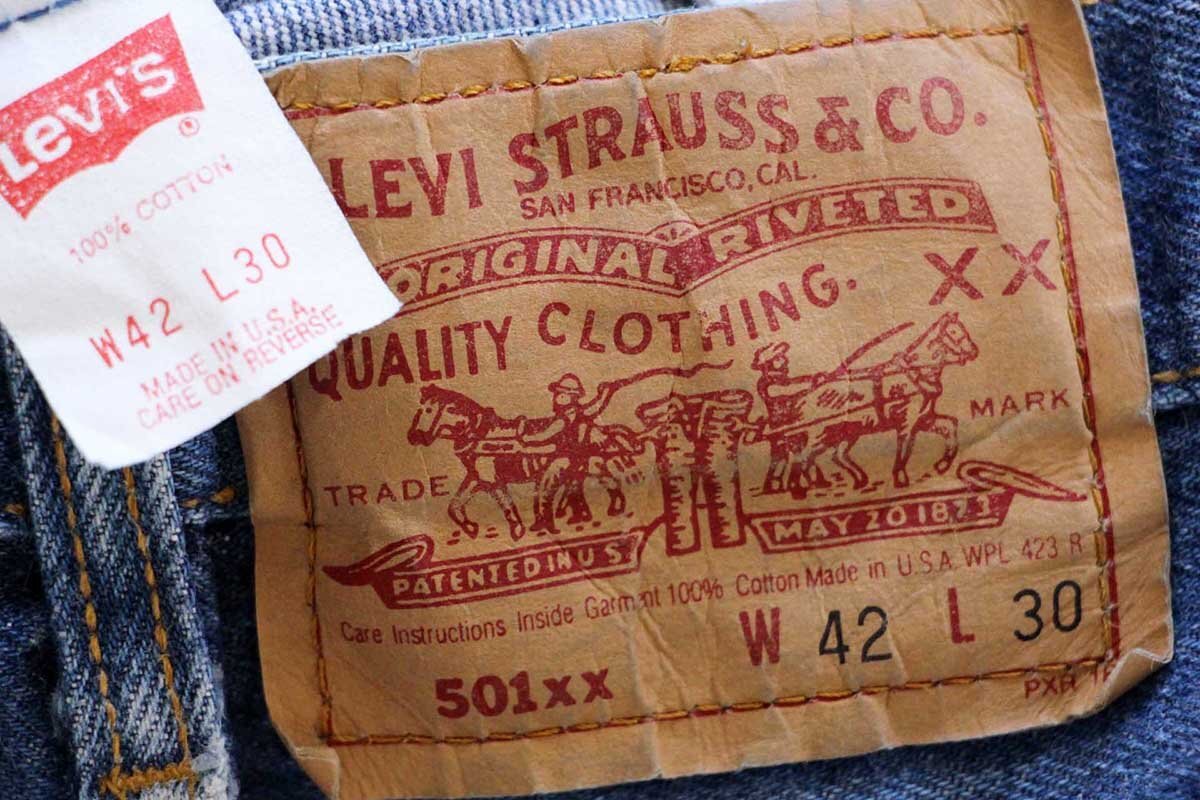 Levi's
®
100% COTTON
W42 L30
MADE IN U.S.A.
CARE ON REVERSE
LEVI STRAUSS & CO.
SAN FRANCISCO, CAL.
ORIGINAL RIVETED
QUALITY CLOTHING.
XX
TRADE MARK
PATENTED IN U S MAY 20 1873
Care Instructions Inside Garment 100% Cotton Made in U.S.A. WPL 423 R
W 42 L 30
501xx